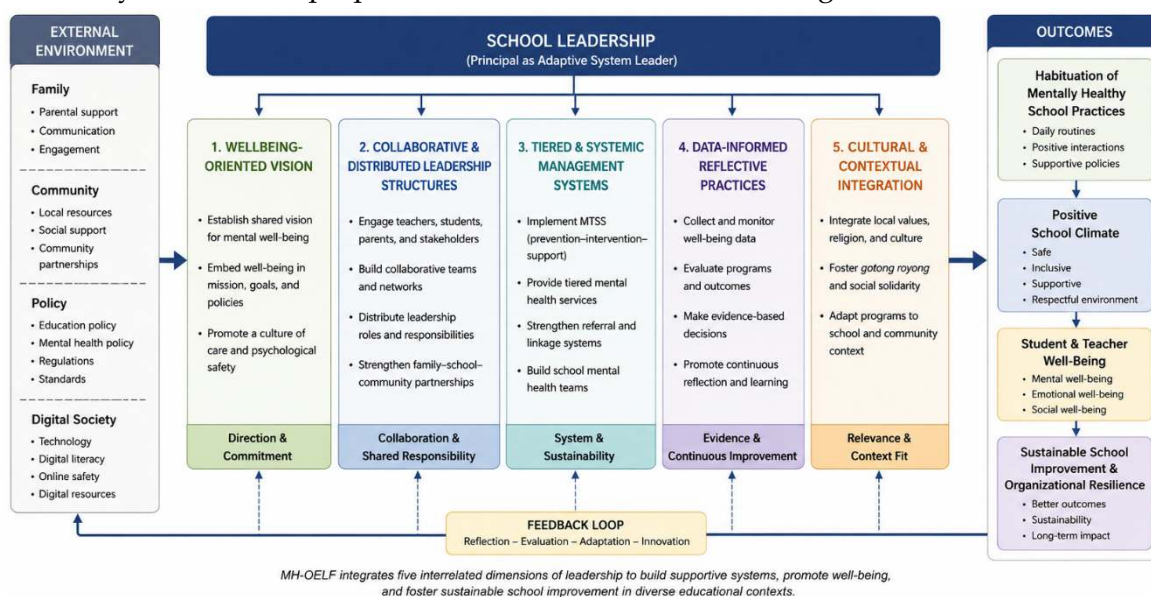 EXTERNAL
ENVIRONMENT
Family
• Parental support
• Communication
• Engagement
Community
• Local resources
• Social support
• Community
partnerships
Policy
• Education policy
• Mental health policy
• Regulations
• Standards
Digital Society
• Technology
• Digital literacy
• Online safety
• Digital resources
SCHOOL LEADERSHIP
(Principal as Adaptive System Leader)
1. WELLBEING-
ORIENTED VISION
• Establish shared vision
for mental well-being
• Embed well-being in
mission, goals, and
policies
• Promote a culture of
care and psychological
safety
Direction &
Commitment
2. COLLABORATIVE &
DISTRIBUTED LEADERSHIP
STRUCTURES
• Engage teachers, students,
parents, and stakeholders
• Build collaborative teams
and networks
• Distribute leadership
roles and responsibilities
• Strengthen family–school–
community partnerships
Collaboration &
Shared Responsibility
3. TIERED & SYSTEMIC
MANAGEMENT
SYSTEMS
• Implement MTSS
(prevention–intervention–
support)
• Provide tiered mental
health services
• Strengthen referral and
linkage systems
• Build school mental
health teams
System &
Sustainability
4. DATA-INFORMED
REFLECTIVE
PRACTICES
• Collect and monitor
well-being data
• Evaluate programs
and outcomes
• Make evidence-based
decisions
• Promote continuous
reflection and learning
Evidence &
Continuous Improvement
5. CULTURAL &
CONTEXTUAL
INTEGRATION
• Integrate local values,
religion, and culture
• Foster gotong royong
and social solidarity
• Adapt programs to
school and community
context
Relevance &
Context Fit
OUTCOMES
Habituation of
Mentally Healthy
School Practices
• Daily routines
• Positive interactions
• Supportive policies
Positive
School Climate
• Safe
• Inclusive
• Supportive
• Respectful environment
Student & Teacher
Well-Being
• Mental well-being
• Emotional well-being
• Social well-being
Sustainable School
Improvement &
Organizational Resilience
• Better outcomes
• Sustainability
• Long-term impact
FEEDBACK LOOP
Reflection – Evaluation – Adaptation – Innovation
MH-OELF integrates five interrelated dimensions of leadership to build supportive systems, promote well-being,
and foster sustainable school improvement in diverse educational contexts.